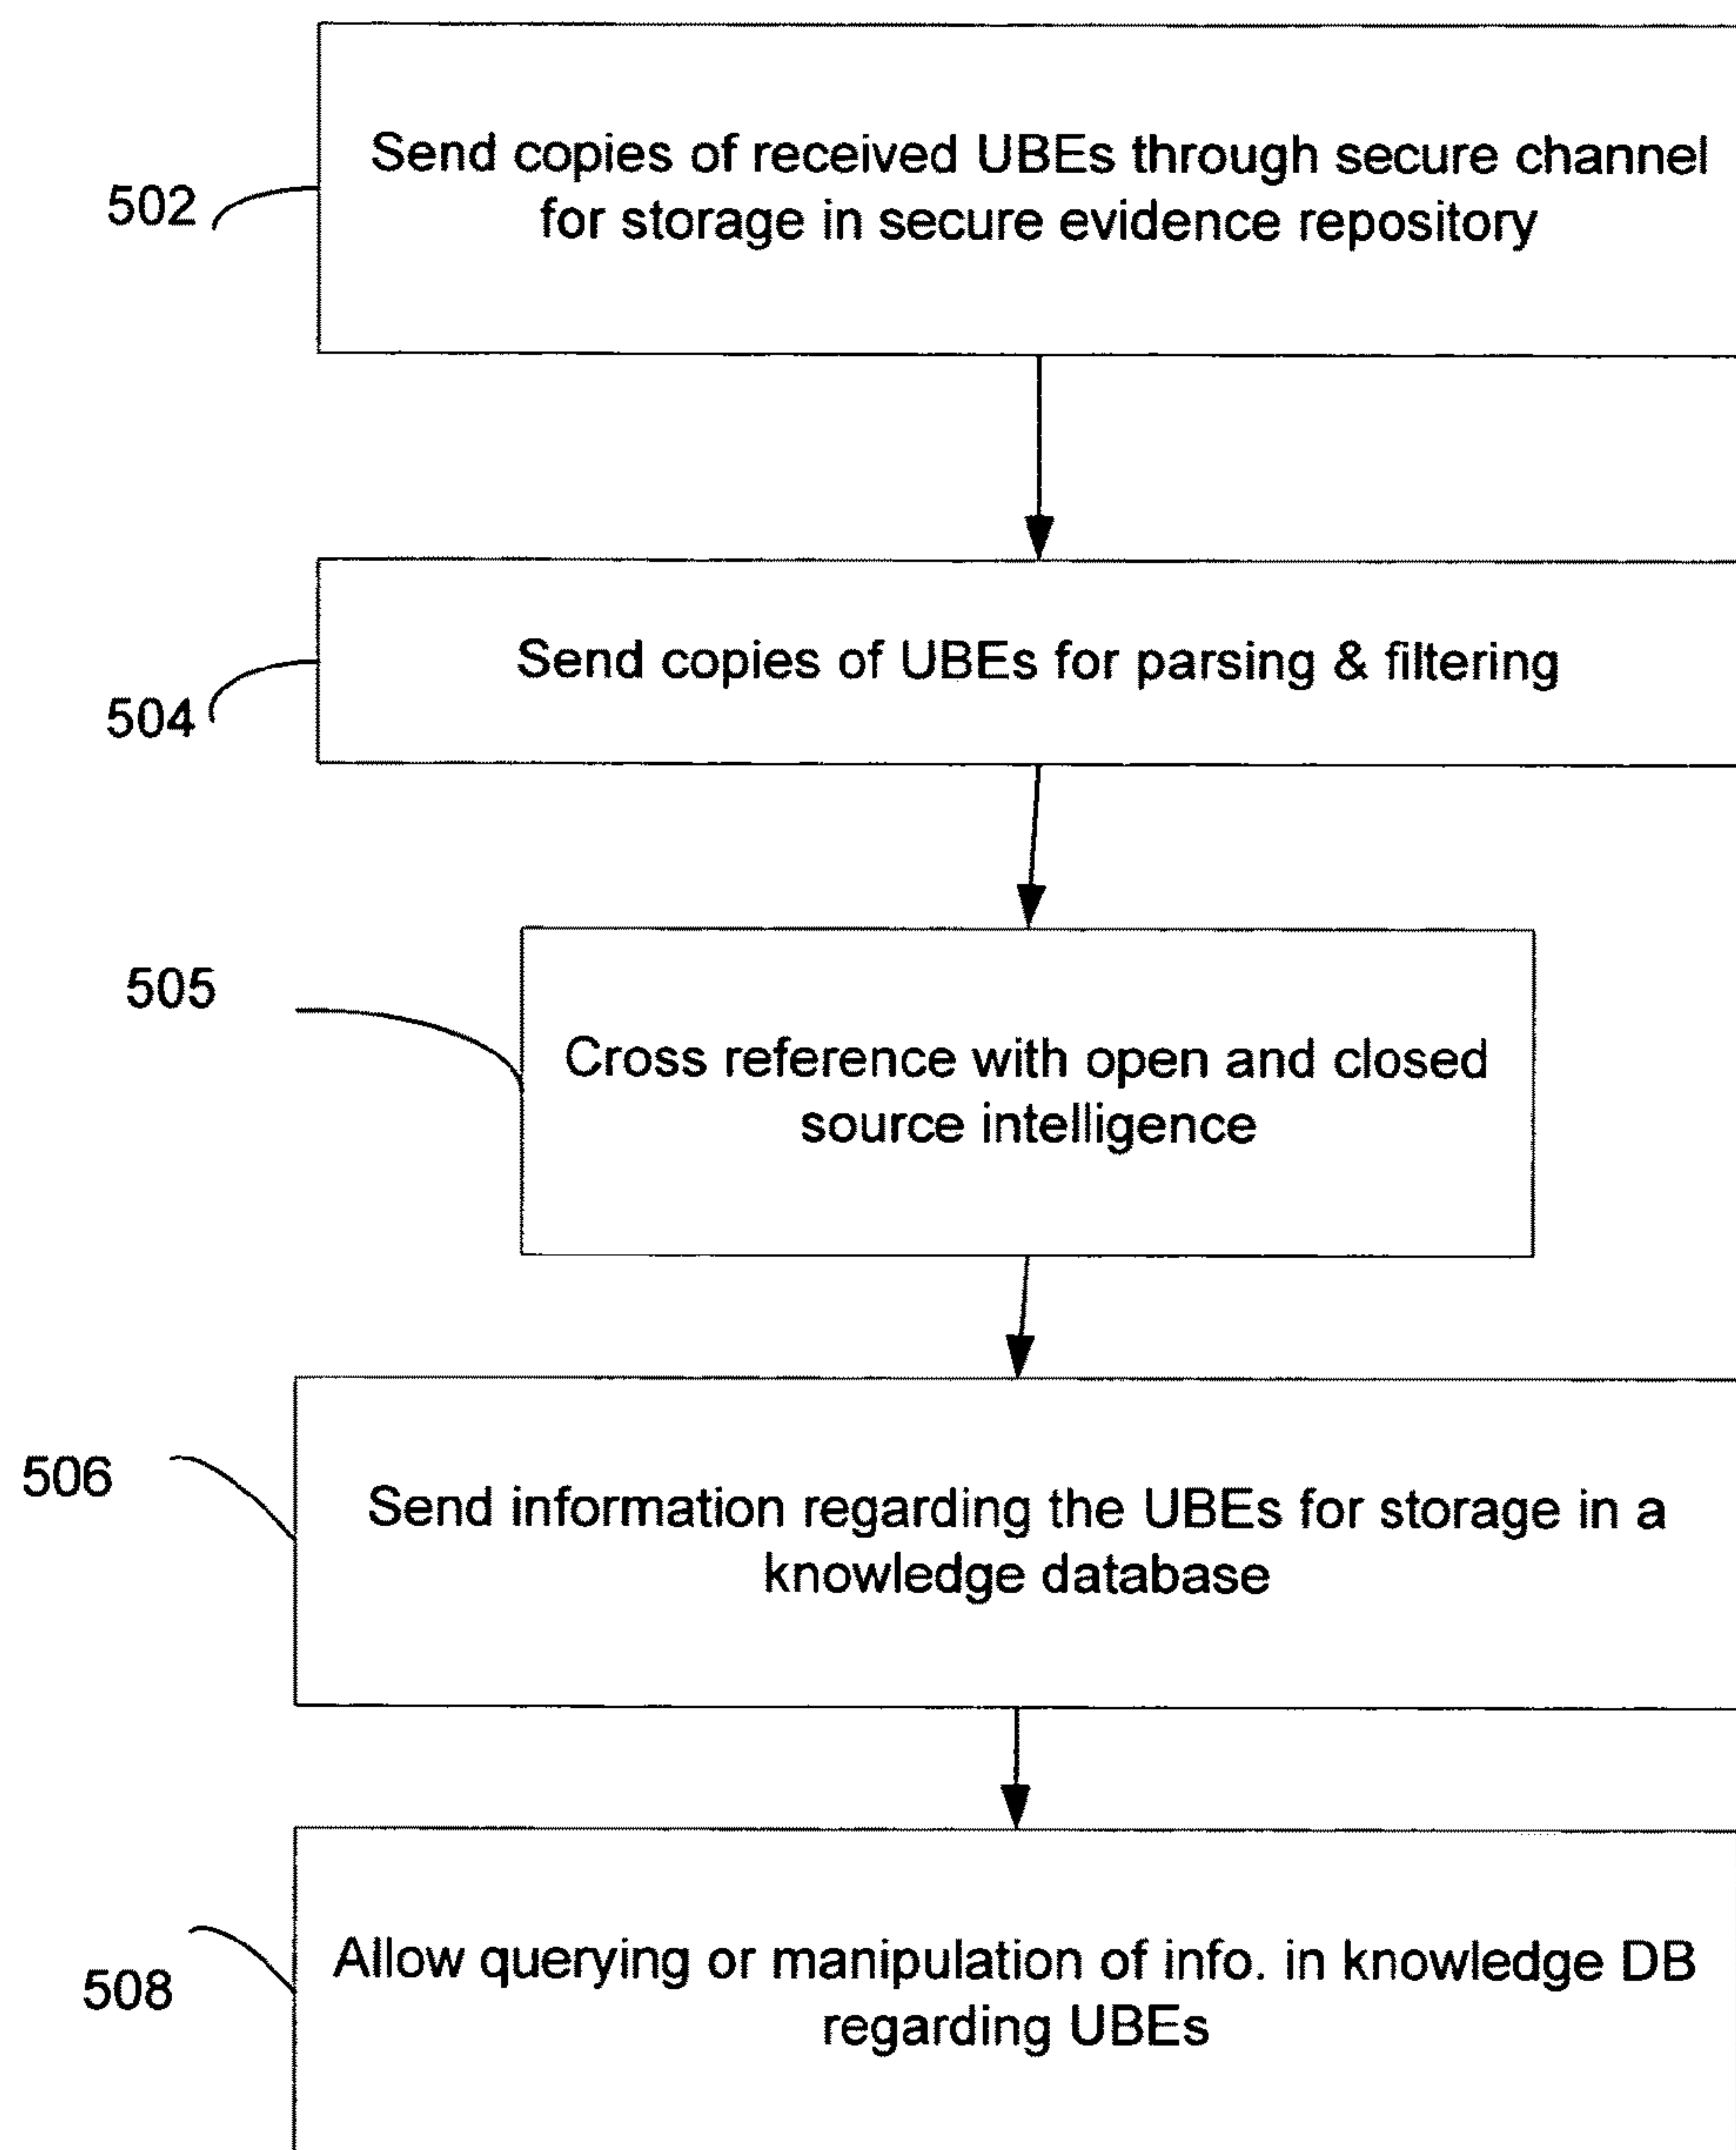 Send copies of received UBEs through secure channel
for storage in secure evidence repository
502
Send copies of UBEs for parsing & filtering
504
505
Cross reference with open and closed
source intelligence
506
Send information regarding the UBEs for storage in a
knowledge database
Allow querying or manipulation of info. in knowledge DB
508
regarding UBEs